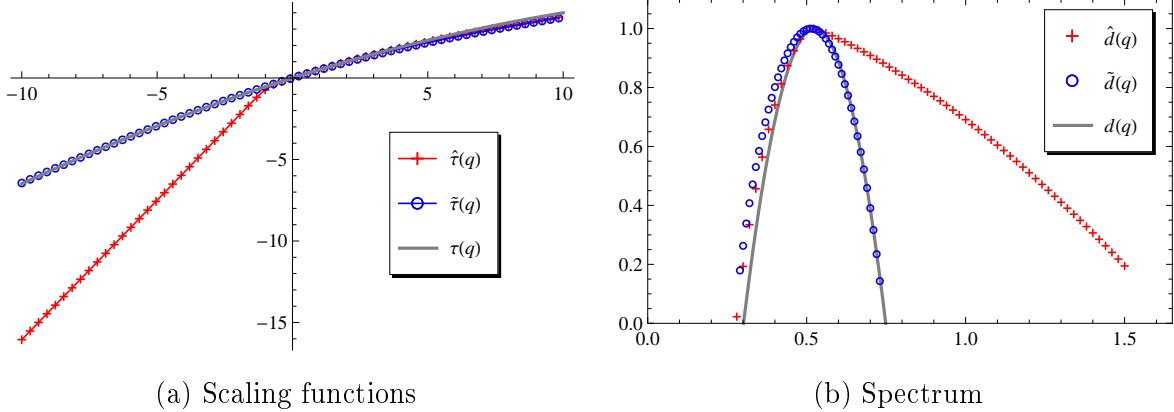 −10
−5
5
10
−5
−10
−15
τ̂(q)
τ̃(q)
τ(q)
(a) Scaling functions
1.0
0.8
0.6
0.4
0.2
0.0
0.0
0.5
1.0
1.5
d̂(q)
d̃(q)
d(q)
(b) Spectrum